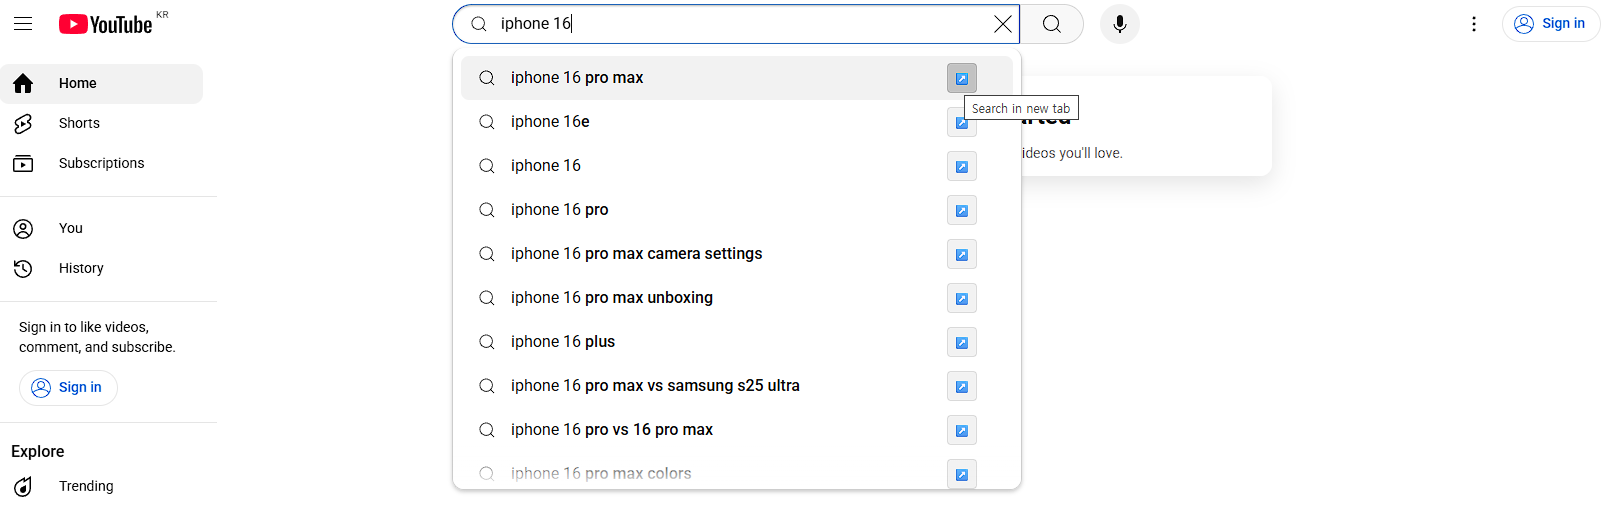 YouTube KR
iphone 16
Sign in
Home
Shorts
Subscriptions
You
History
Sign in to like videos,
comment, and subscribe.
Sign in
Explore
Trending
iphone 16 pro max
Search in new tab
iphone 16e
iphone 16
iphone 16 pro
iphone 16 pro max camera settings
iphone 16 pro max unboxing
iphone 16 plus
iphone 16 pro max vs samsung s25 ultra
iphone 16 pro vs 16 pro max
iphone 16 pro max colors
ideos you'll love.